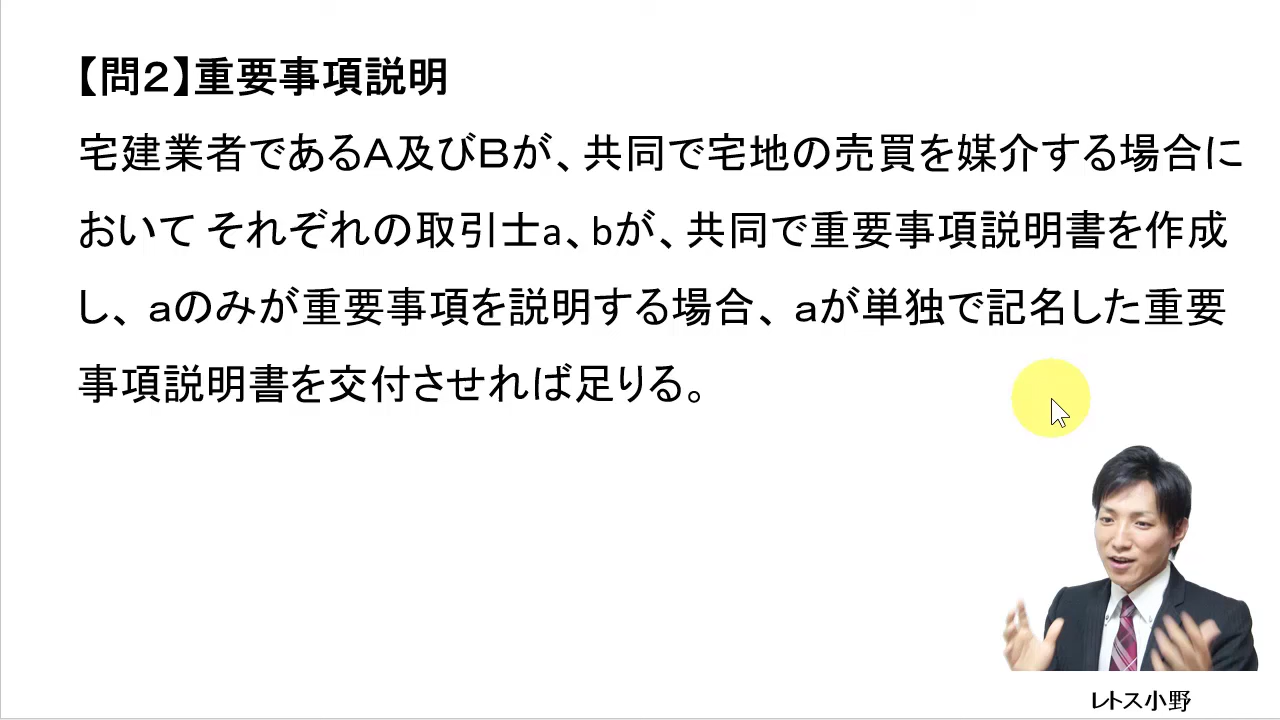 【問２】重要事項説明
宅建業者であるＡ及びＢが、共同で宅地の売買を媒介する場合に
おいて それぞれの取引士a、bが、共同で重要事項説明書を作成
し、ａのみが重要事項を説明する場合、ａが単独で記名した重要
事項説明書を交付させれば足りる。
レトス小野